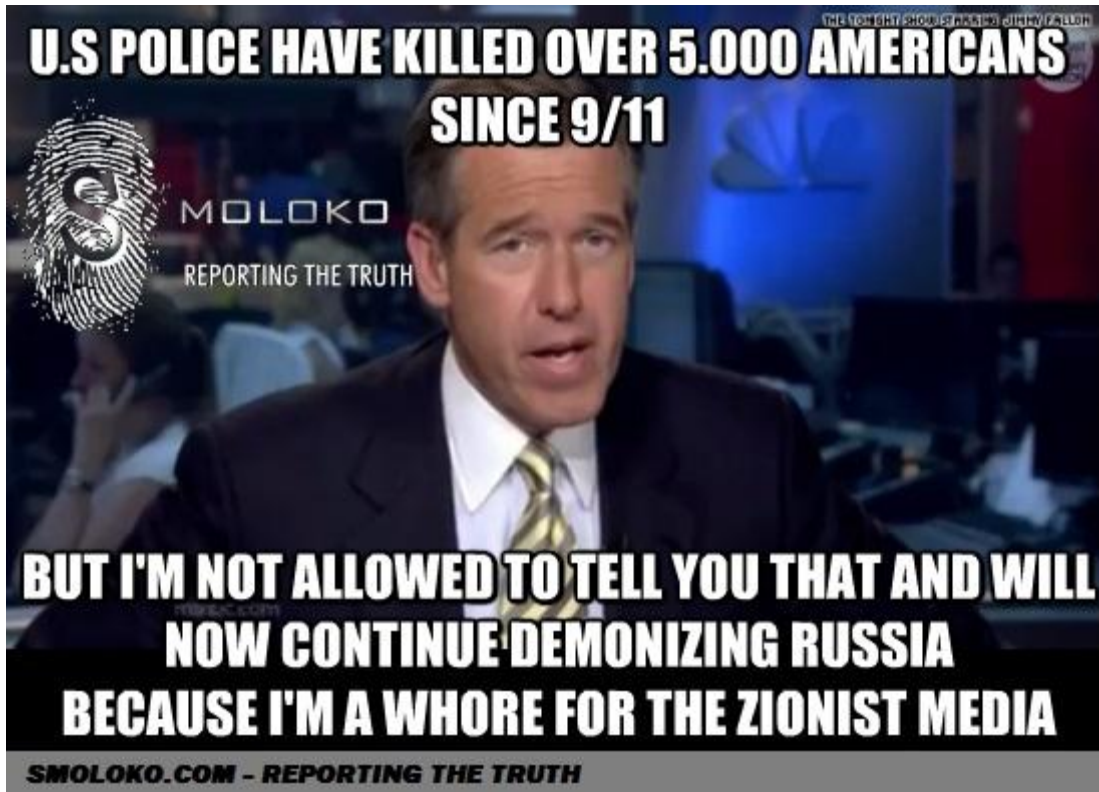 THE TONIGHT SHOW STARRING JIMMY FALLON
U.S POLICE HAVE KILLED OVER 5.000 AMERICANS
SINCE 9/11
S
MOLOKO
REPORTING THE TRUTH
BUT I'M NOT ALLOWED TO TELL YOU THAT AND WILL
NOW CONTINUE DEMONIZING RUSSIA
BECAUSE I'M A WHORE FOR THE ZIONIST MEDIA
SMOLOKO.COM - REPORTING THE TRUTH